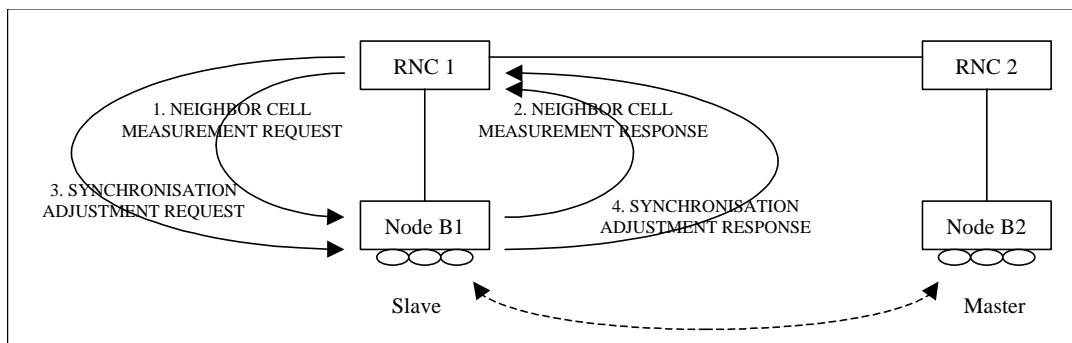 RNC 1
RNC 2
1. NEIGHBOR CELL
MEASUREMENT REQUEST
2. NEIGHBOR CELL
MEASUREMENT RESPONSE
3. SYNCHRONISATION
ADJUSTMENT REQUEST
4. SYNCHRONISATION
ADJUSTMENT RESPONSE
Node B1
Node B2
Slave
Master